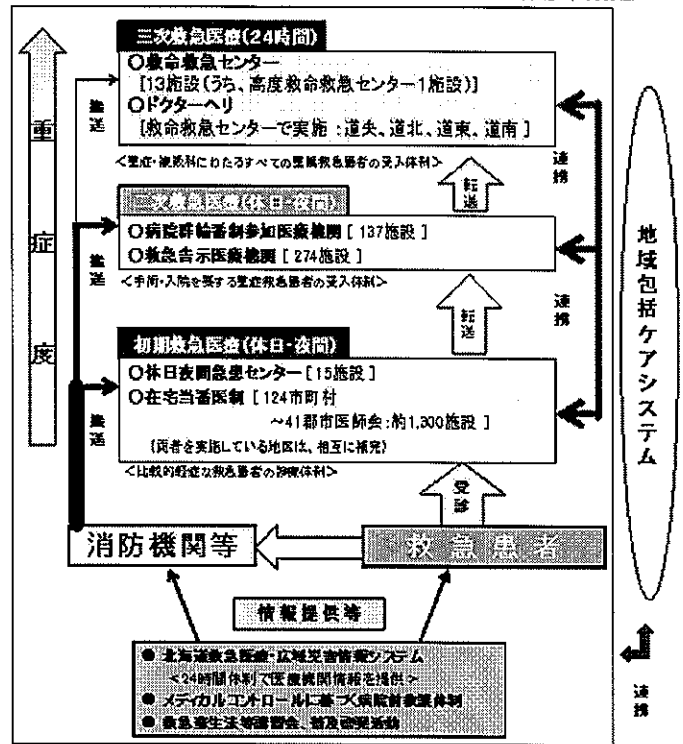 三次救急医療(24時間)
○救命救急センター
[13施設(うち、高度救命救急センター1施設)]
○ドクターヘリ
[救命救急センターで実施:道央、道北、道東、道南]
<重症・複数科にわたるすべての重篤救急患者の受入体制>
搬送
連携
転送
二次救急医療(休日・夜間)
○病院群輪番制参加医療機関[137施設]
○救急告示医療機関[274施設]
<手術・入院を要する重症救急患者の受入体制>
搬送
連携
転送
初期救急医療(休日・夜間)
○休日夜間急患センター[15施設]
○在宅当番医制[124市町村
~41郡市医師会:約1,300施設]
(両者を実施している地区は、相互に補完)
<比較的軽症な救急患者の診療体制>
搬送
受診
重症度
地域包括ケアシステム
消防機関等
救急患者
情報提供等
● 北海道救急医療・広域災害情報システム
<24時間体制で医療機関情報を提供>
● メディカルコントロールに基づく病院前救護体制
● 救急蘇生法等講習会、普及啓発活動
連携